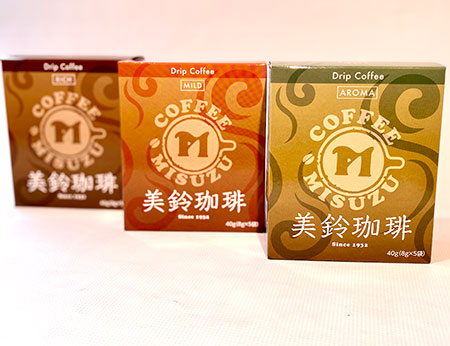 Drip Coffee
RICH
COFFEE
M
MISUZU
美鈴珈琲
Drip Coffee
MILD
COFFEE
M
MISUZU
美鈴珈琲
Since 1932
40g(8g×5袋)
Drip Coffee
AROMA
COFFEE
M
MISUZU
美鈴珈琲
Since 1932
40g(8g×5袋)